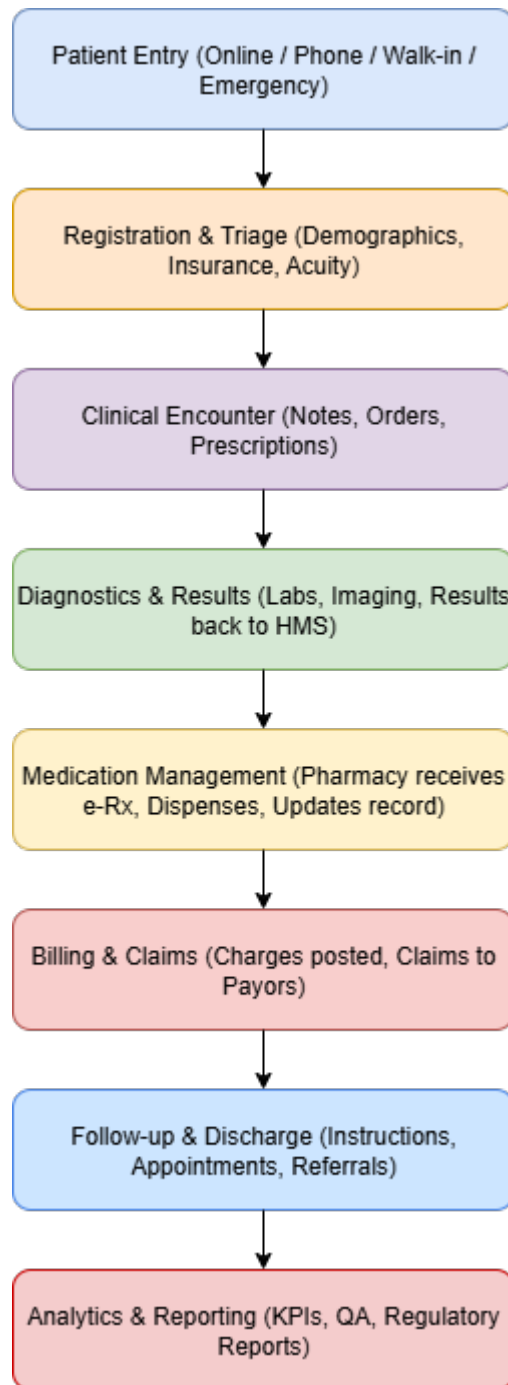 Patient Entry (Online / Phone / Walk-in /
Emergency)
Registration & Triage (Demographics,
Insurance, Acuity)
Clinical Encounter (Notes, Orders,
Prescriptions)
Diagnostics & Results (Labs, Imaging, Results
back to HMS)
Medication Management (Pharmacy receives
e-Rx, Dispenses, Updates record)
Billing & Claims (Charges posted, Claims to
Payors)
Follow-up & Discharge (Instructions,
Appointments, Referrals)
Analytics & Reporting (KPIs, QA, Regulatory
Reports)